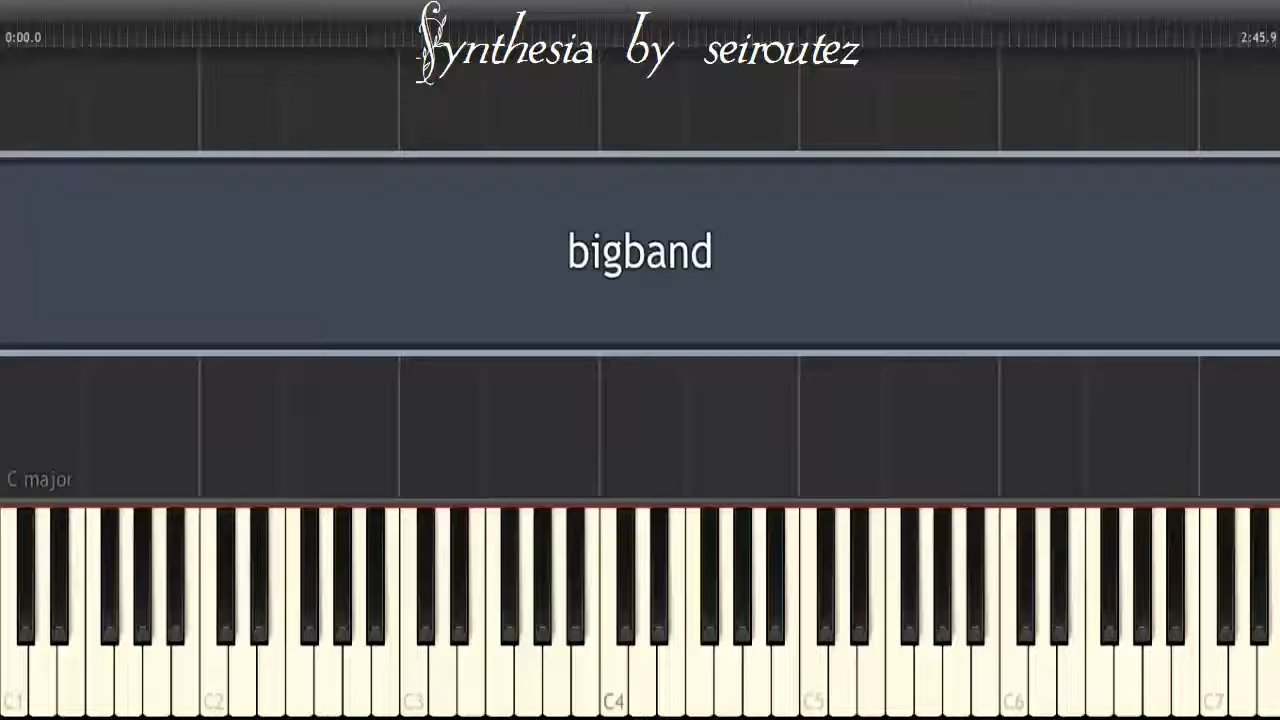 Synthesia by seiroutez
0:00.0
2:45.9
bigband
C major
C1 C2 C3 C4 C5 C6 C7